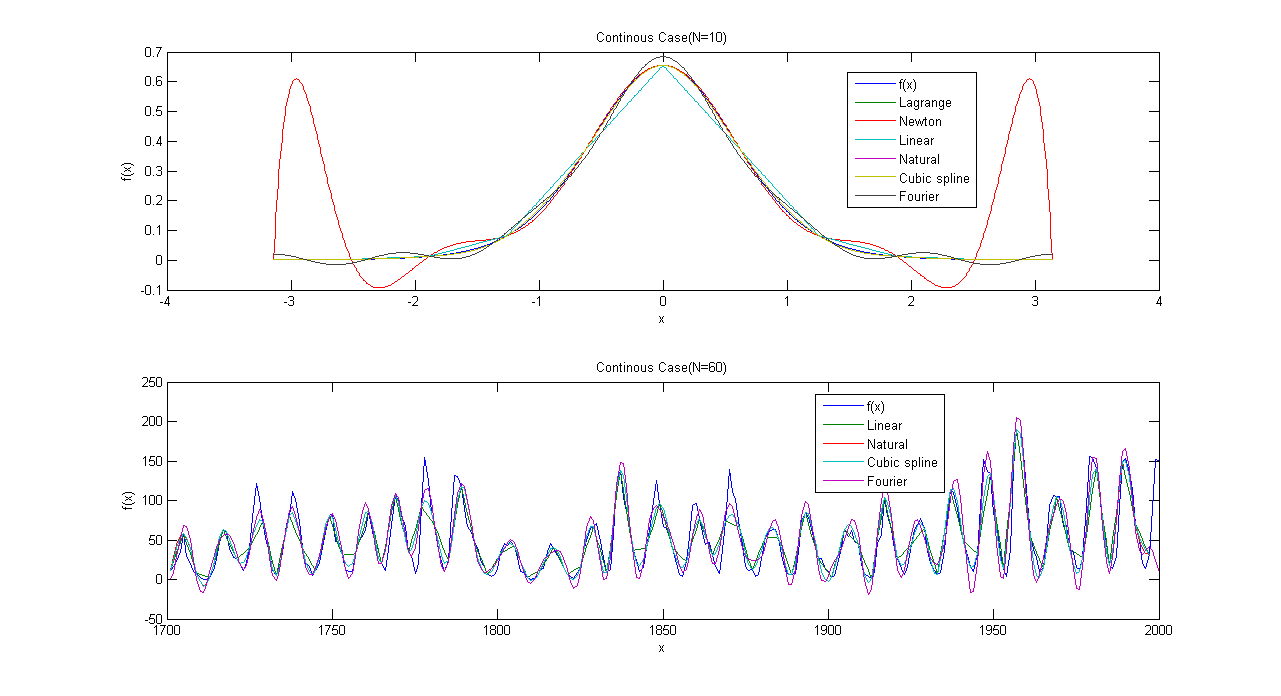 Continous Case(N=10)
0.7
0.6
0.5
0.4
0.3
0.2
0.1
0
-0.1
f(x)
-4
-3
-2
-1
0
1
2
3
4
x
f(x)
Lagrange
Newton
Linear
Natural
Cubic spline
Fourier
Continous Case(N=60)
250
200
150
100
50
0
-50
f(x)
1700
1750
1800
1850
1900
1950
2000
x
f(x)
Linear
Natural
Cubic spline
Fourier